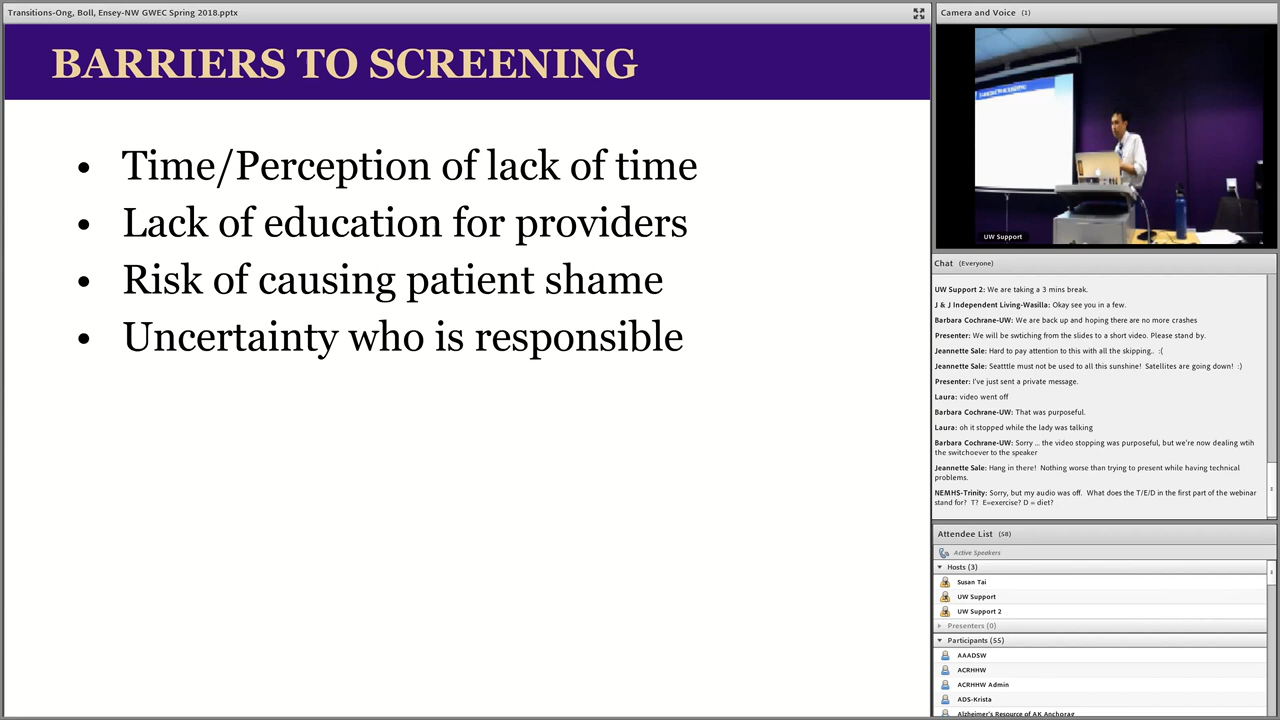 Transitions-Ong, Boll, Ensey-NW GWEC Spring 2018.pptx
BARRIERS TO SCREENING
• Time/Perception of lack of time
• Lack of education for providers
• Risk of causing patient shame
• Uncertainty who is responsible
Camera and Voice (1)
BARRIERS TO SCREENING
UW Support
Chat (Everyone)
UW Support 2: We are taking a 3 mins break.
J & J Independent Living-Wasilla: Okay see you in a few.
Barbara Cochrane-UW: We are back up and hoping there are no more crashes
Presenter: We will be swtiching from the slides to a short video. Please stand by.
Jeannette Sale: Hard to pay attention to this with all the skipping.. :(
Jeannette Sale: Seatttle must not be used to all this sunshine! Satellites are going down! :)
Presenter: I've just sent a private message.
Laura: video went off
Barbara Cochrane-UW: That was purposeful.
Laura: oh it stopped while the lady was talking
Barbara Cochrane-UW: Sorry ... the video stopping was purposeful, but we're now dealing wtih
the switchoever to the speaker
Jeannette Sale: Hang in there! Nothing worse than trying to present while having technical
problems.
NEMHS-Trinity: Sorry, but my audio was off. What does the T/E/D in the first part of the webinar
stand for? T? E=exercise? D = diet?
Attendee List (58)
Active Speakers
Hosts (3)
Susan Tai
UW Support
UW Support 2
Presenters (0)
Participants (55)
AAADSW
ACRHHW
ACRHHW Admin
ADS-Krista
Alzheimer's Resource of AK Anchorag